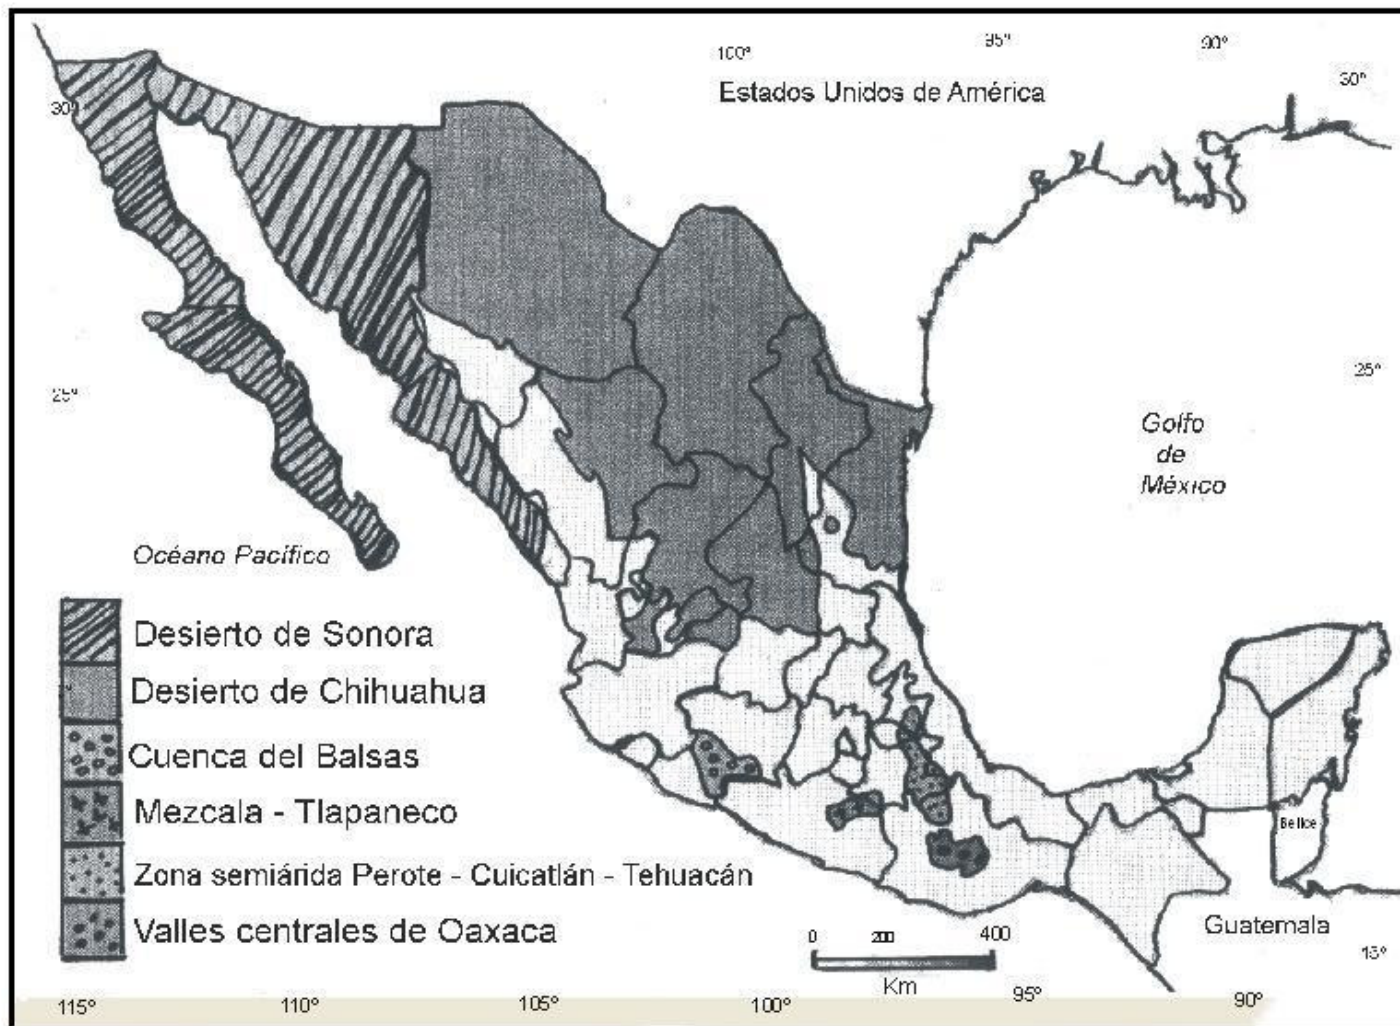 100°
95°
90°
Estados Unidos de América
30°
30°
25°
25°
Golfo
de
México
Océano Pacífico
Desierto de Sonora
Desierto de Chihuahua
Cuenca del Balsas
Mezcala - Tlapaneco
Zona semiárida Perote - Cuicatlán - Tehuacán
Valles centrales de Oaxaca
Belice
Guatemala
0 200 400
Km
15°
115° 110° 105° 100° 95° 90°